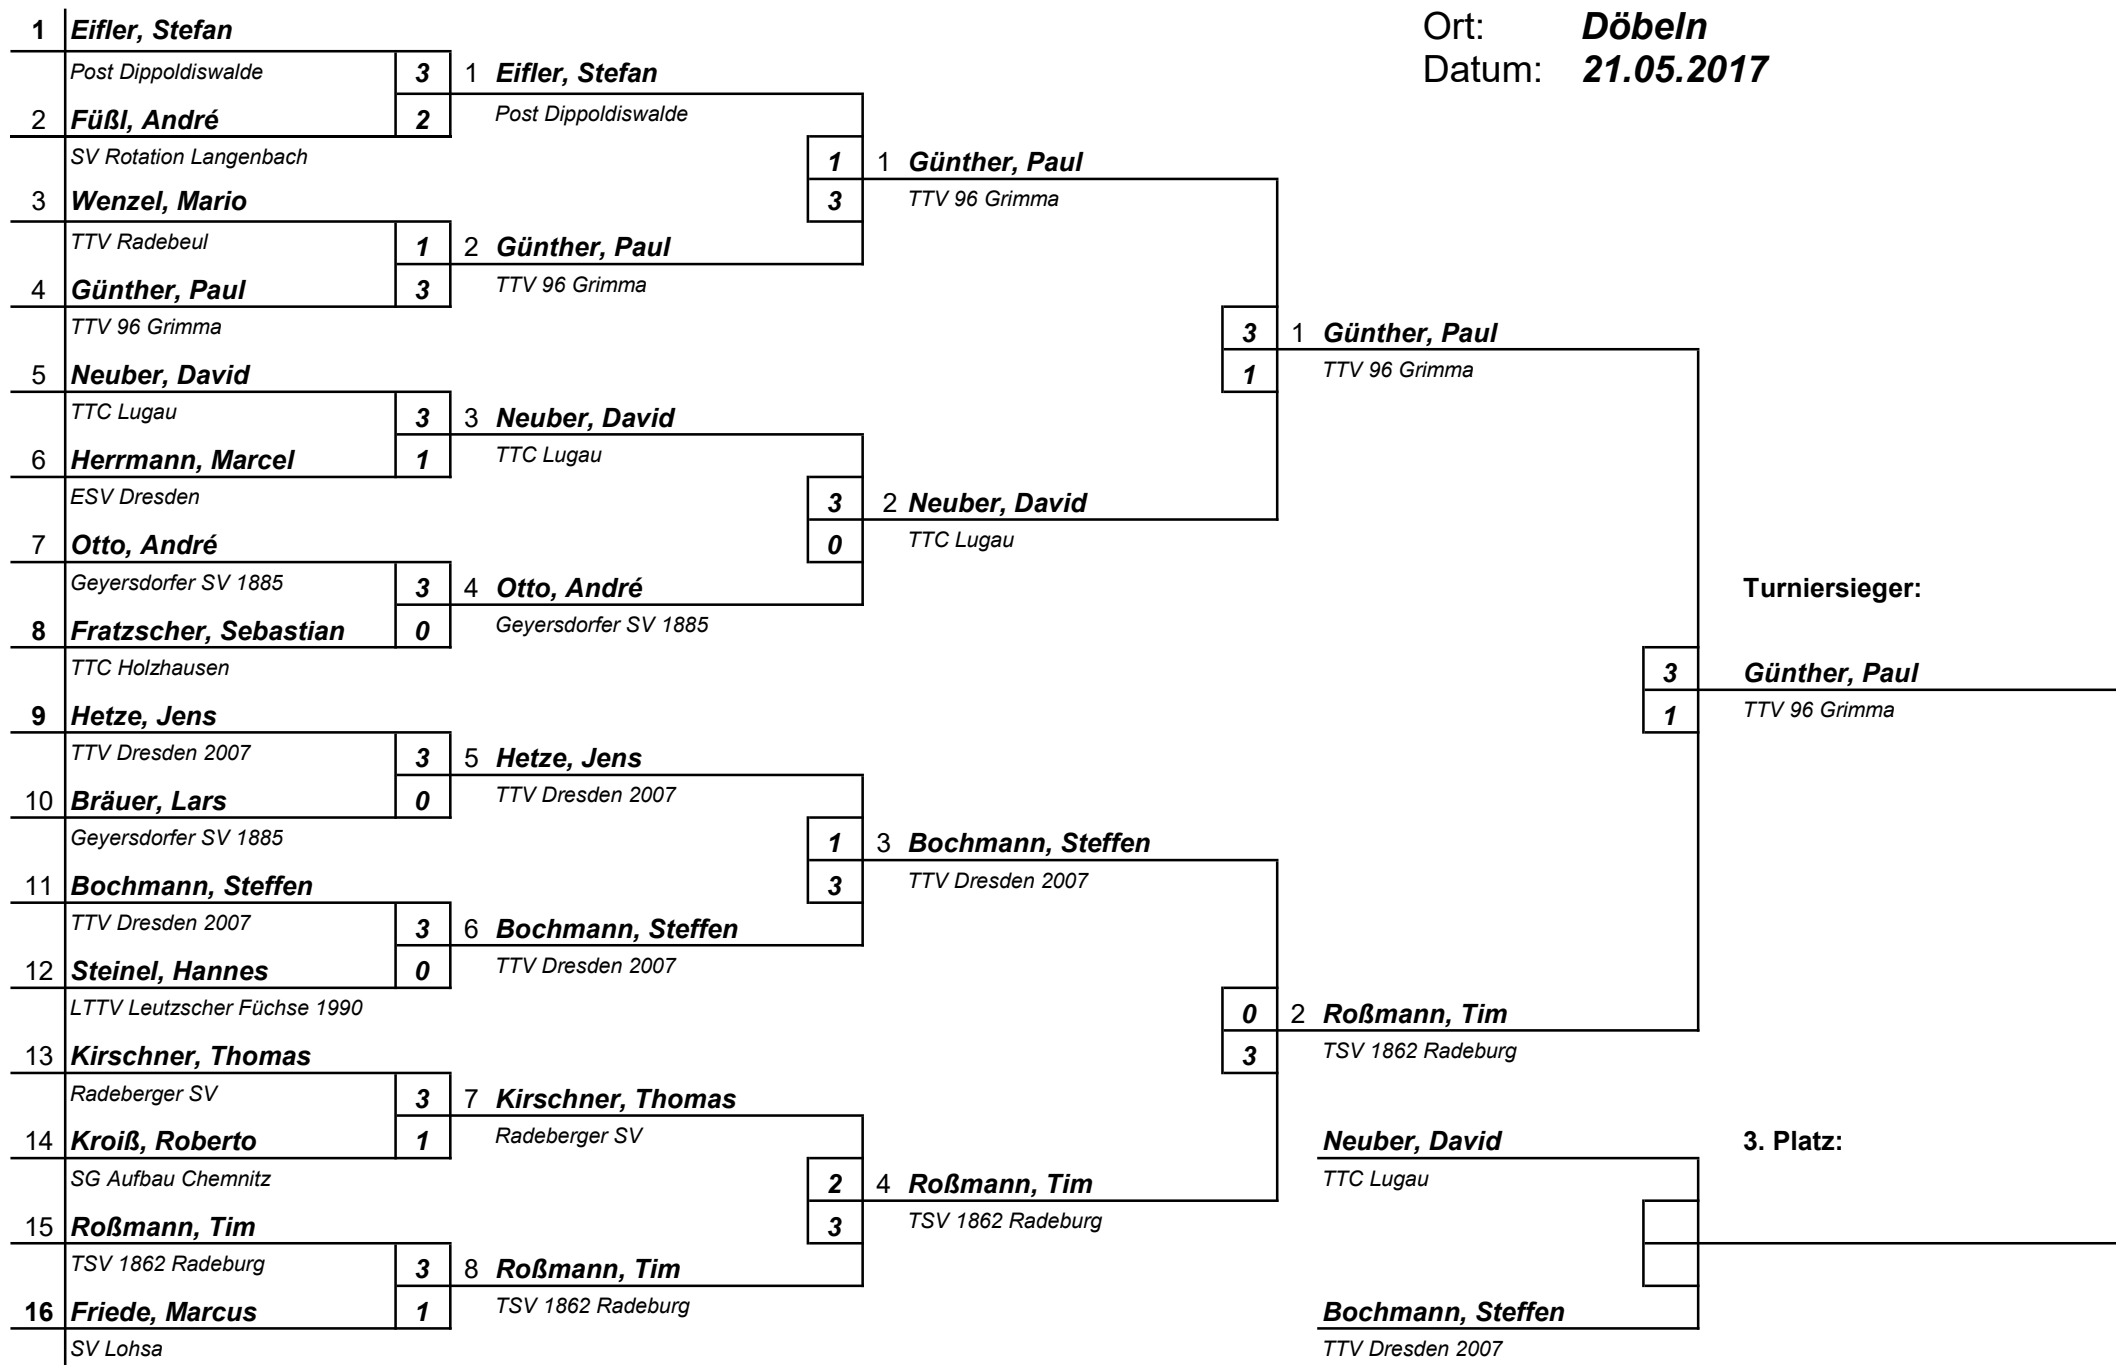 Ort: Döbeln
Datum: 21.05.2017
1 Eifler, Stefan
Post Dippoldiswalde 3
2 Füßl, André 2
SV Rotation Langenbach
3 Wenzel, Mario
TTV Radebeul 1
4 Günther, Paul 3
TTV 96 Grimma
5 Neuber, David
TTC Lugau 3
6 Herrmann, Marcel 1
ESV Dresden
7 Otto, André
Geyersdorfer SV 1885 3
8 Fratzscher, Sebastian 0
TTC Holzhausen
9 Hetze, Jens
TTV Dresden 2007 3
10 Bräuer, Lars 0
Geyersdorfer SV 1885
11 Bochmann, Steffen
TTV Dresden 2007 3
12 Steinel, Hannes 0
LTTV Leutzscher Füchse 1990
13 Kirschner, Thomas
Radeberger SV 3
14 Kroiß, Roberto 1
SG Aufbau Chemnitz
15 Roßmann, Tim
TSV 1862 Radeburg 3
16 Friede, Marcus 1
SV Lohsa
1 Eifler, Stefan
Post Dippoldiswalde
1
3
2 Günther, Paul
TTV 96 Grimma
3 Neuber, David
TTC Lugau
3
0
4 Otto, André
Geyersdorfer SV 1885
5 Hetze, Jens
TTV Dresden 2007
1
3
6 Bochmann, Steffen
TTV Dresden 2007
7 Kirschner, Thomas
Radeberger SV
2
3
8 Roßmann, Tim
TSV 1862 Radeburg
1 Günther, Paul
TTV 96 Grimma
3
1
2 Neuber, David
TTC Lugau
3 Bochmann, Steffen
TTV Dresden 2007
0
3
4 Roßmann, Tim
TSV 1862 Radeburg
1 Günther, Paul
TTV 96 Grimma
3
1
2 Roßmann, Tim
TSV 1862 Radeburg
Turniersieger:
Günther, Paul
TTV 96 Grimma
Neuber, David
TTC Lugau
3. Platz:
Bochmann, Steffen
TTV Dresden 2007